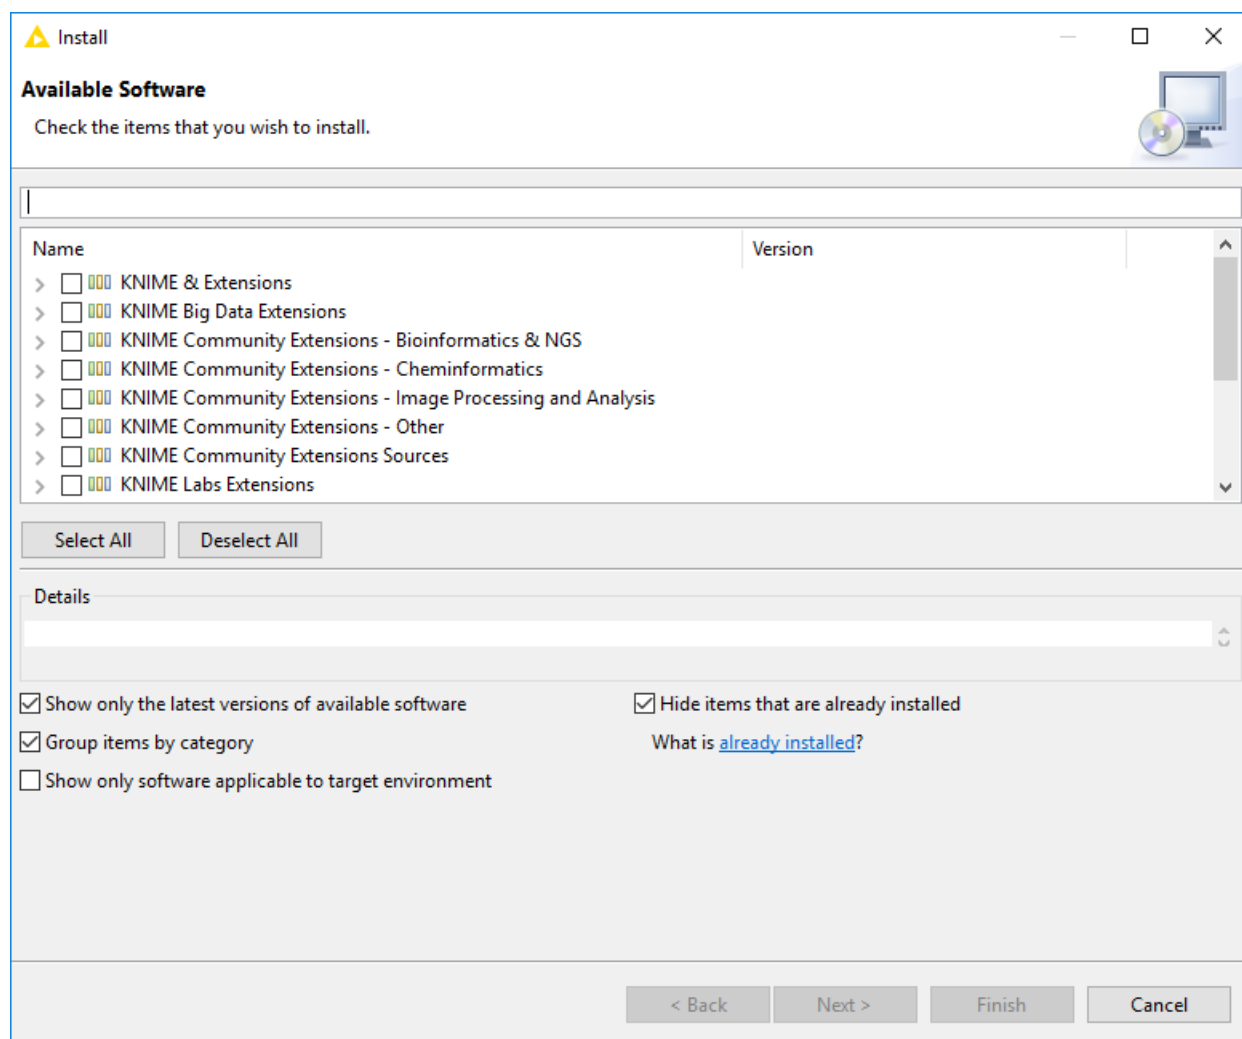 Install
Available Software
Check the items that you wish to install.
Name Version
KNIME & Extensions
KNIME Big Data Extensions
KNIME Community Extensions - Bioinformatics & NGS
KNIME Community Extensions - Cheminformatics
KNIME Community Extensions - Image Processing and Analysis
KNIME Community Extensions - Other
KNIME Community Extensions Sources
KNIME Labs Extensions
Select All Deselect All
Details
Show only the latest versions of available software Hide items that are already installed
Group items by category What is already installed?
Show only software applicable to target environment
< Back Next > Finish Cancel